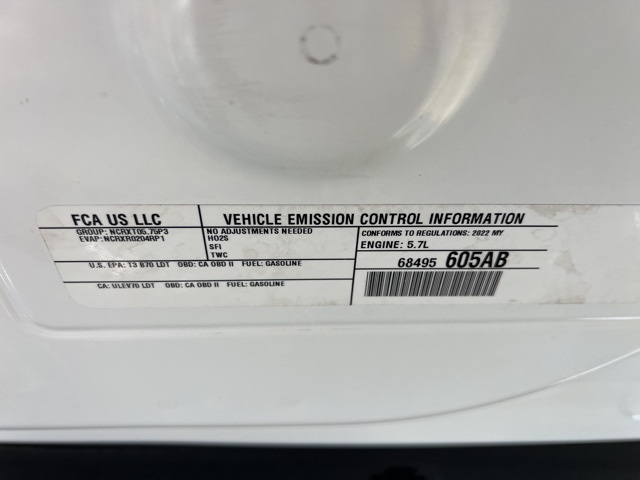 FCA US LLC
VEHICLE EMISSION CONTROL INFORMATION
GROUP: NCRXT05.75P3
EVAP: NCRXR0204RP1
NO ADJUSTMENTS NEEDED
HO2S
SFI
TWC
CONFORMS TO REGULATIONS: 2022 MY
ENGINE: 5.7L
U.S. EPA: T3 B70 LDT OBD: CA OBD II FUEL: GASOLINE
68495 605AB
CA: ULEV70 LDT OBD: CA OBD II FUEL: GASOLINE